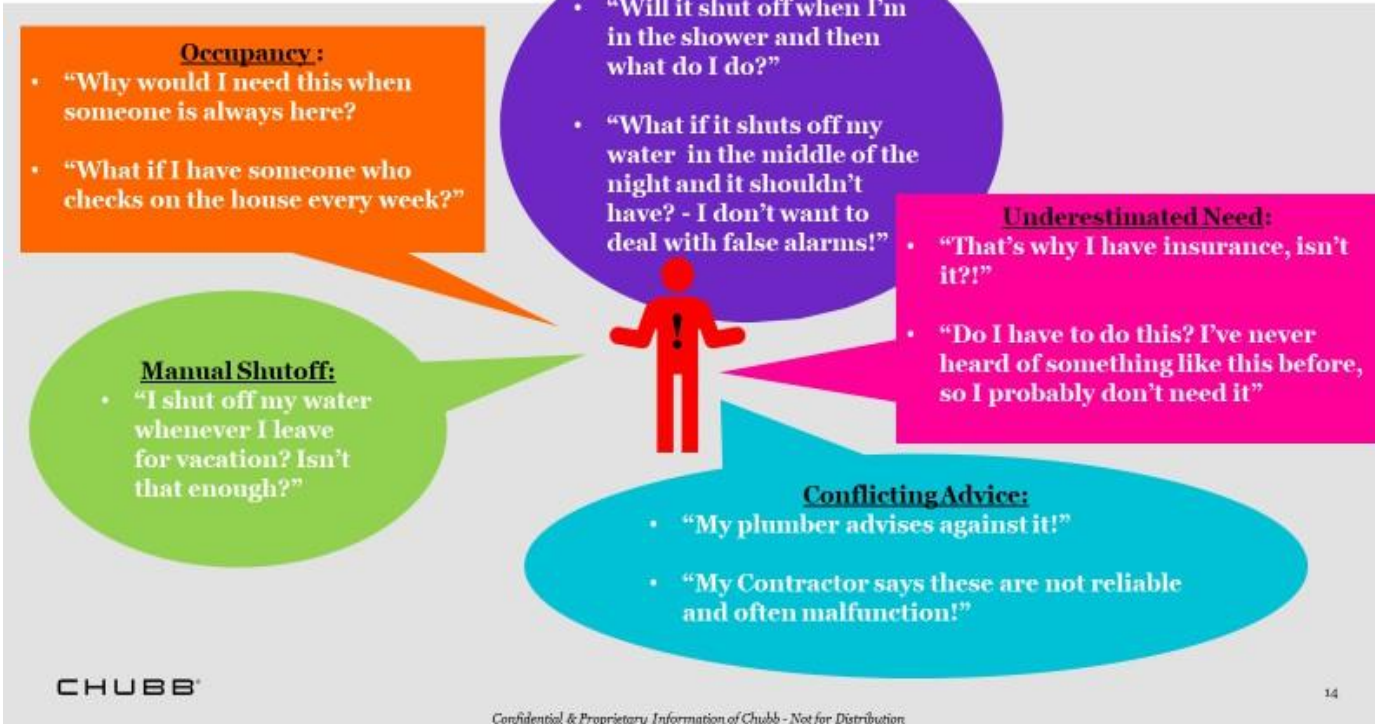 Occupancy :
• “Why would I need this when
someone is always here?
• “What if I have someone who
checks on the house every week?”
• “Will it shut off when I’m
in the shower and then
what do I do?”
• “What if it shuts off my
water in the middle of the
night and it shouldn’t
have? - I don’t want to
deal with false alarms!”
Underestimated Need:
• “That’s why I have insurance, isn’t
it?!”
• “Do I have to do this? I’ve never
heard of something like this before,
so I probably don’t need it”
Manual Shutoff:
• “I shut off my water
whenever I leave
for vacation? Isn’t
that enough?”
!
Conflicting Advice:
• “My plumber advises against it!”
• “My Contractor says these are not reliable
and often malfunction!”
CHUBB®
14
Confidential & Proprietary Information of Chubb - Not for Distribution